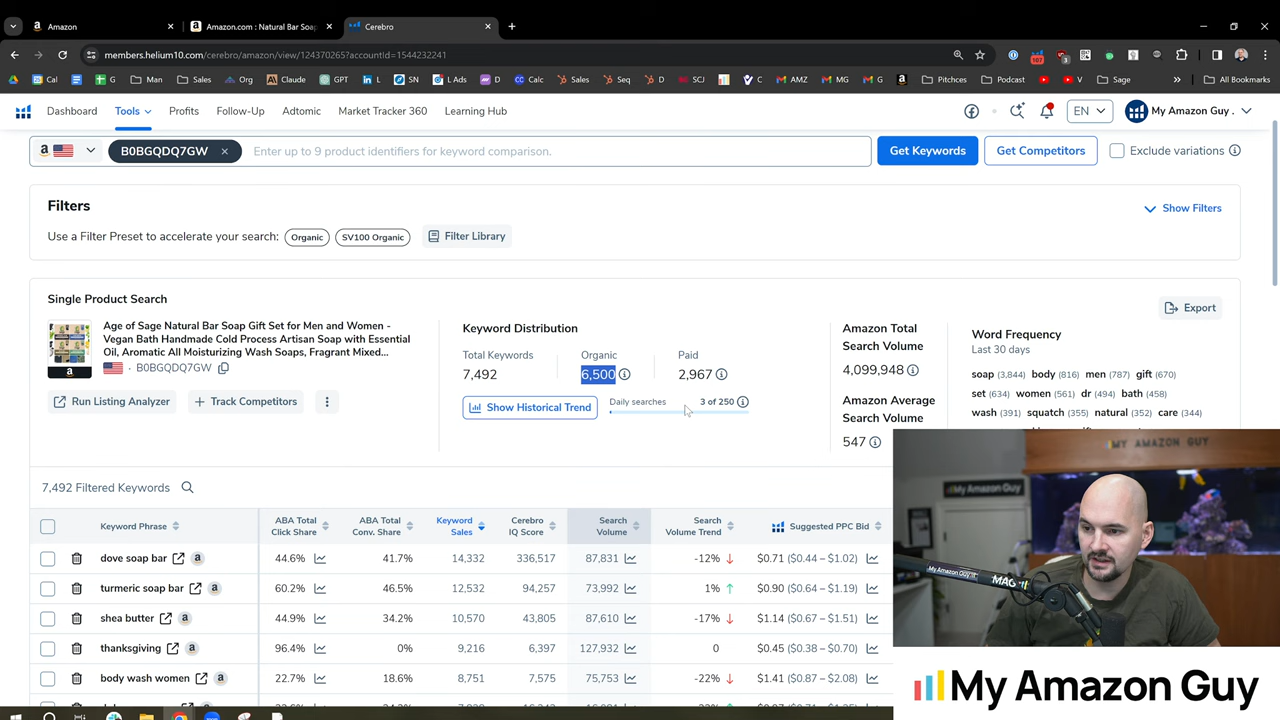 Amazon
Amazon.com : Natural Bar Soap
Cerebro
members.helium10.com/cerebro/amazon/view/124370265?accountId=1544232241
Cal
G
Man
Sales
Org
Claude
GPT
L
SN
L Ads
D
Calc
Sales
Seq
D
SCJ
V C
AMZ
MG
G
Pitchces
Podcast
V
Sage
All Bookmarks
Dashboard
Tools
Profits
Follow-Up
Adtomic
Market Tracker 360
Learning Hub
EN
My Amazon Guy .
B0BGQDQ7GW
Enter up to 9 product identifiers for keyword comparison.
Get Keywords
Get Competitors
Exclude variations
Filters
Show Filters
Use a Filter Preset to accelerate your search:
Organic
SV100 Organic
Filter Library
Single Product Search
Export
Age of Sage Natural Bar Soap Gift Set for Men and Women -
Vegan Bath Handmade Cold Process Artisan Soap with Essential
Oil, Aromatic All Moisturizing Wash Soaps, Fragrant Mixed...
B0BGQDQ7GW
Run Listing Analyzer
Track Competitors
Keyword Distribution
Total Keywords
7,492
Organic
6,500
Paid
2,967
Show Historical Trend
Daily searches
3 of 250
Amazon Total
Search Volume
4,099,948
Amazon Average
Search Volume
547
Word Frequency
Last 30 days
soap (3,844) body (816) men (787) gift (670)
set (634) women (561) dr (494) bath (458)
wash (391) squatch (355) natural (352) care (344)
7,492 Filtered Keywords
Keyword Phrase
ABA Total
Click Share
ABA Total
Conv. Share
Keyword
Sales
Cerebro
IQ Score
Search
Volume
Search
Volume Trend
Suggested PPC Bid
dove soap bar 44.6% 41.7% 14,332 336,517 87,831 -12% $0.71 ($0.44 – $1.02)
turmeric soap bar 60.2% 46.5% 12,532 94,257 73,992 1% $0.90 ($0.64 – $1.19)
shea butter 44.9% 34.2% 10,570 43,805 87,610 -17% $1.14 ($0.67 – $1.51)
thanksgiving 96.4% 0% 9,216 6,397 127,932 0 $0.45 ($0.38 – $0.70)
body wash women 22.7% 18.6% 8,751 7,575 75,753 -22% $1.41 ($0.87 – $2.08)
MY AMAZON GUY
My Amazon Guy
My Amazon Guy
MAG
My Amazon Guy